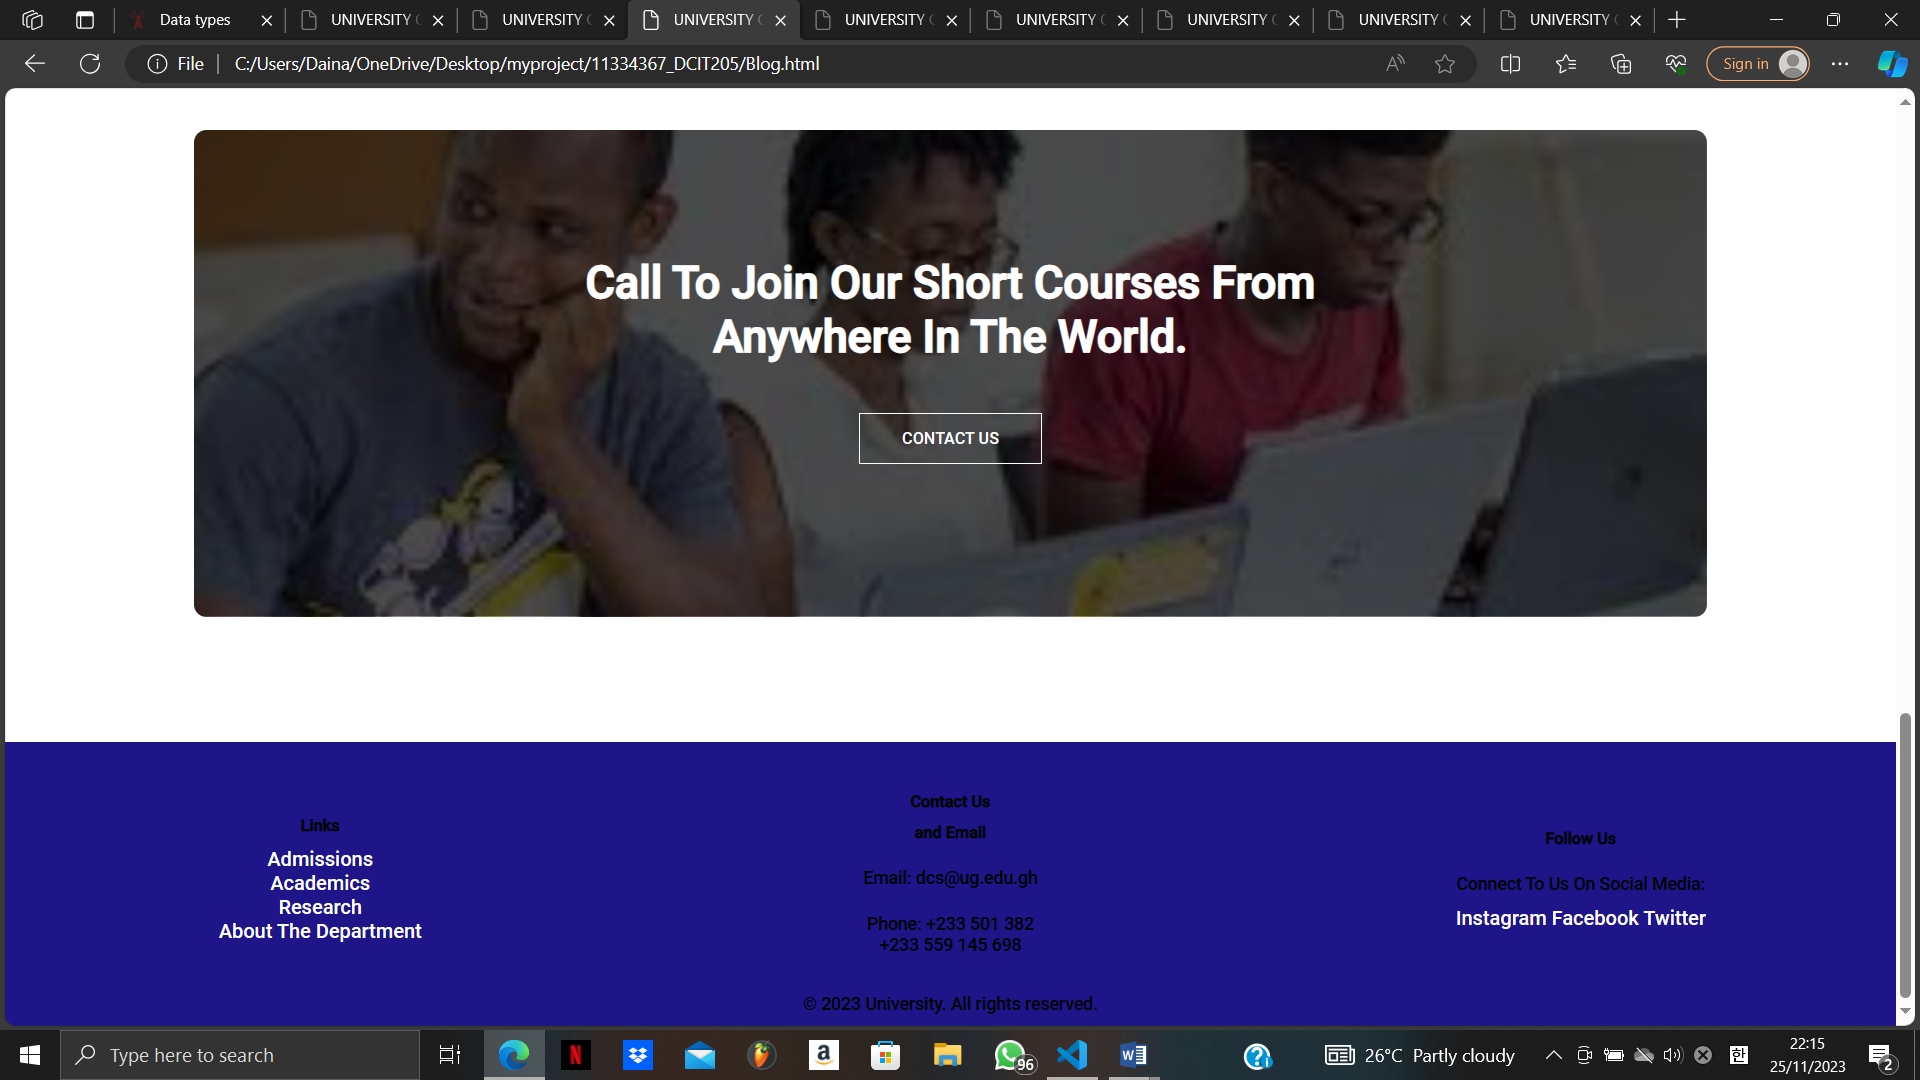 Data types
UNIVERSITY
UNIVERSITY
UNIVERSITY
UNIVERSITY
UNIVERSITY
UNIVERSITY
UNIVERSITY
UNIVERSITY
File
C:/Users/Daina/OneDrive/Desktop/myproject/11334367_DCIT205/Blog.html
Sign in
Call To Join Our Short Courses From
Anywhere In The World.
CONTACT US
Links
Admissions
Academics
Research
About The Department
Contact Us
and Email
Email: dcs@ug.edu.gh
Phone: +233 501 382
+233 559 145 698
Follow Us
Connect To Us On Social Media:
Instagram Facebook Twitter
© 2023 University. All rights reserved.
Type here to search
96
26°C Partly cloudy
한
22:15
25/11/2023
2